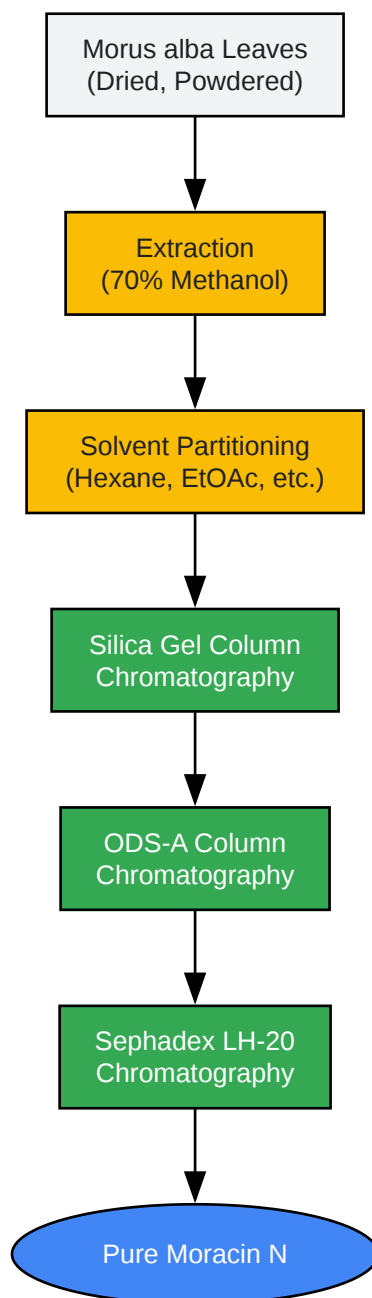 Morus alba Leaves
(Dried, Powdered)
Extraction
(70% Methanol)
Solvent Partitioning
(Hexane, EtOAc, etc.)
Silica Gel Column
Chromatography
ODS-A Column
Chromatography
Sephadex LH-20
Chromatography
Pure Moracin N